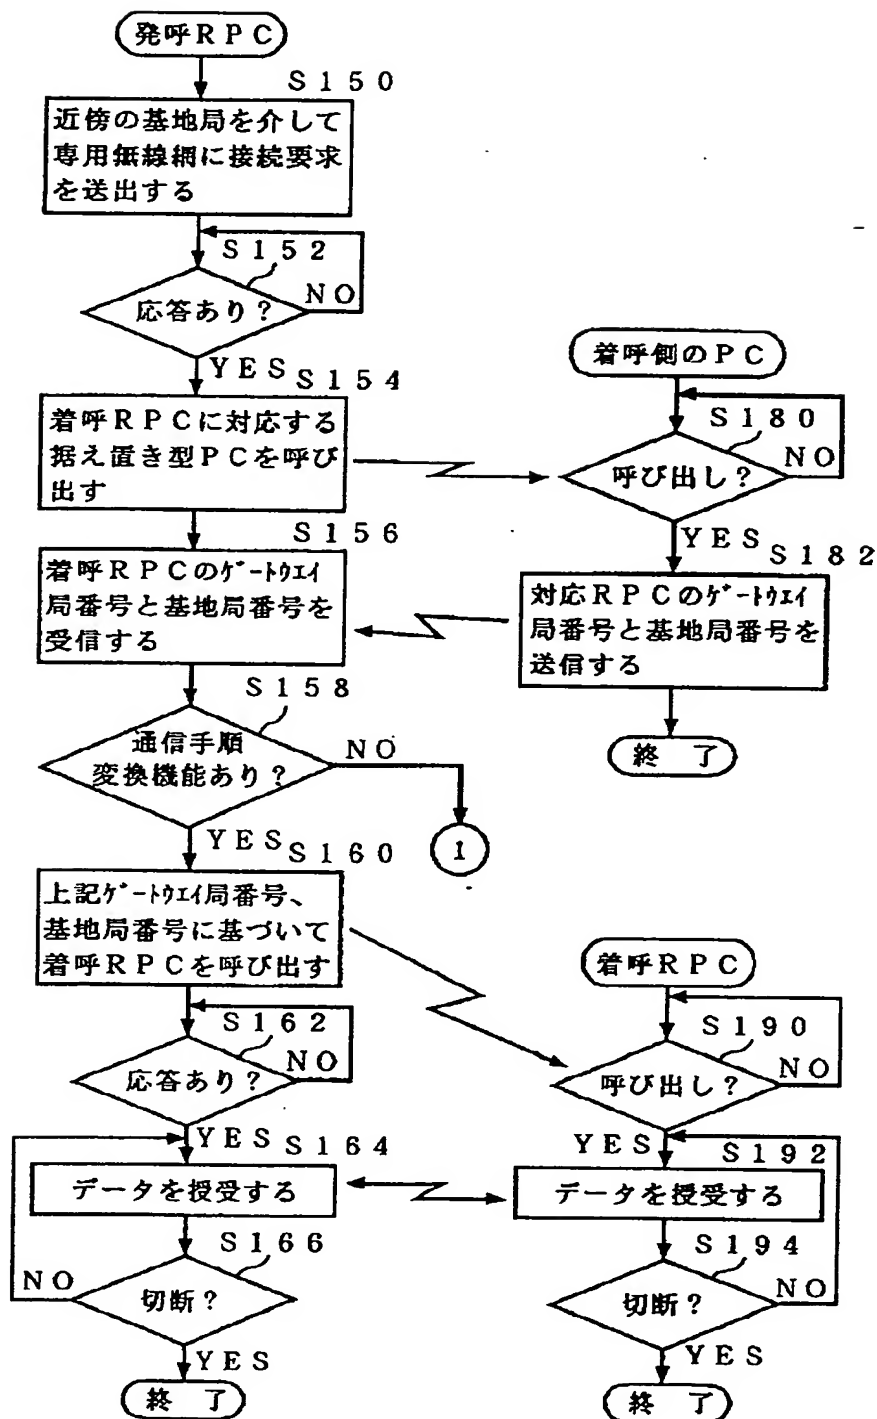 発呼RPC
S150
近傍の基地局を介して
専用無線網に接続要求
を送出する
S152
応答あり?
NO
YES
S154
着呼RPCに対応する
据え置き型PCを呼び
出す
S156
着呼RPCのゲートウエイ
局番号と基地局番号を
受信する
S158
通信手順
変換機能あり?
NO
1
YES
S160
上記ゲートウエイ局番号、
基地局番号に基づいて
着呼RPCを呼び出す
S162
応答あり?
NO
YES
S164
データを授受する
S166
切断?
NO
YES
終 了
着呼側のPC
S180
呼び出し?
NO
YES
S182
対応RPCのゲートウエイ
局番号と基地局番号を
送信する
終 了
着呼RPC
S190
呼び出し?
NO
YES
S192
データを授受する
S194
切断?
NO
YES
終 了